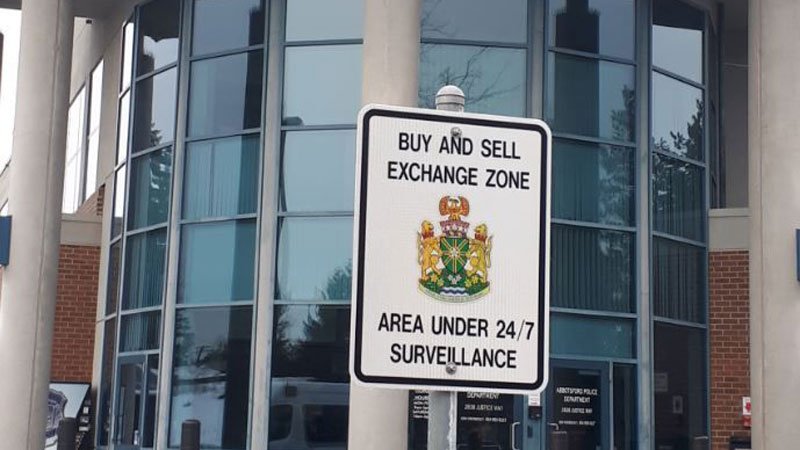 BUY AND SELL
EXCHANGE ZONE
AREA UNDER 24/7
SURVEILLANCE
DEPARTMENT
2838 JUSTICE WAY
ABBOTSFORD POLICE
DEPARTMENT
2838 JUSTICE WAY